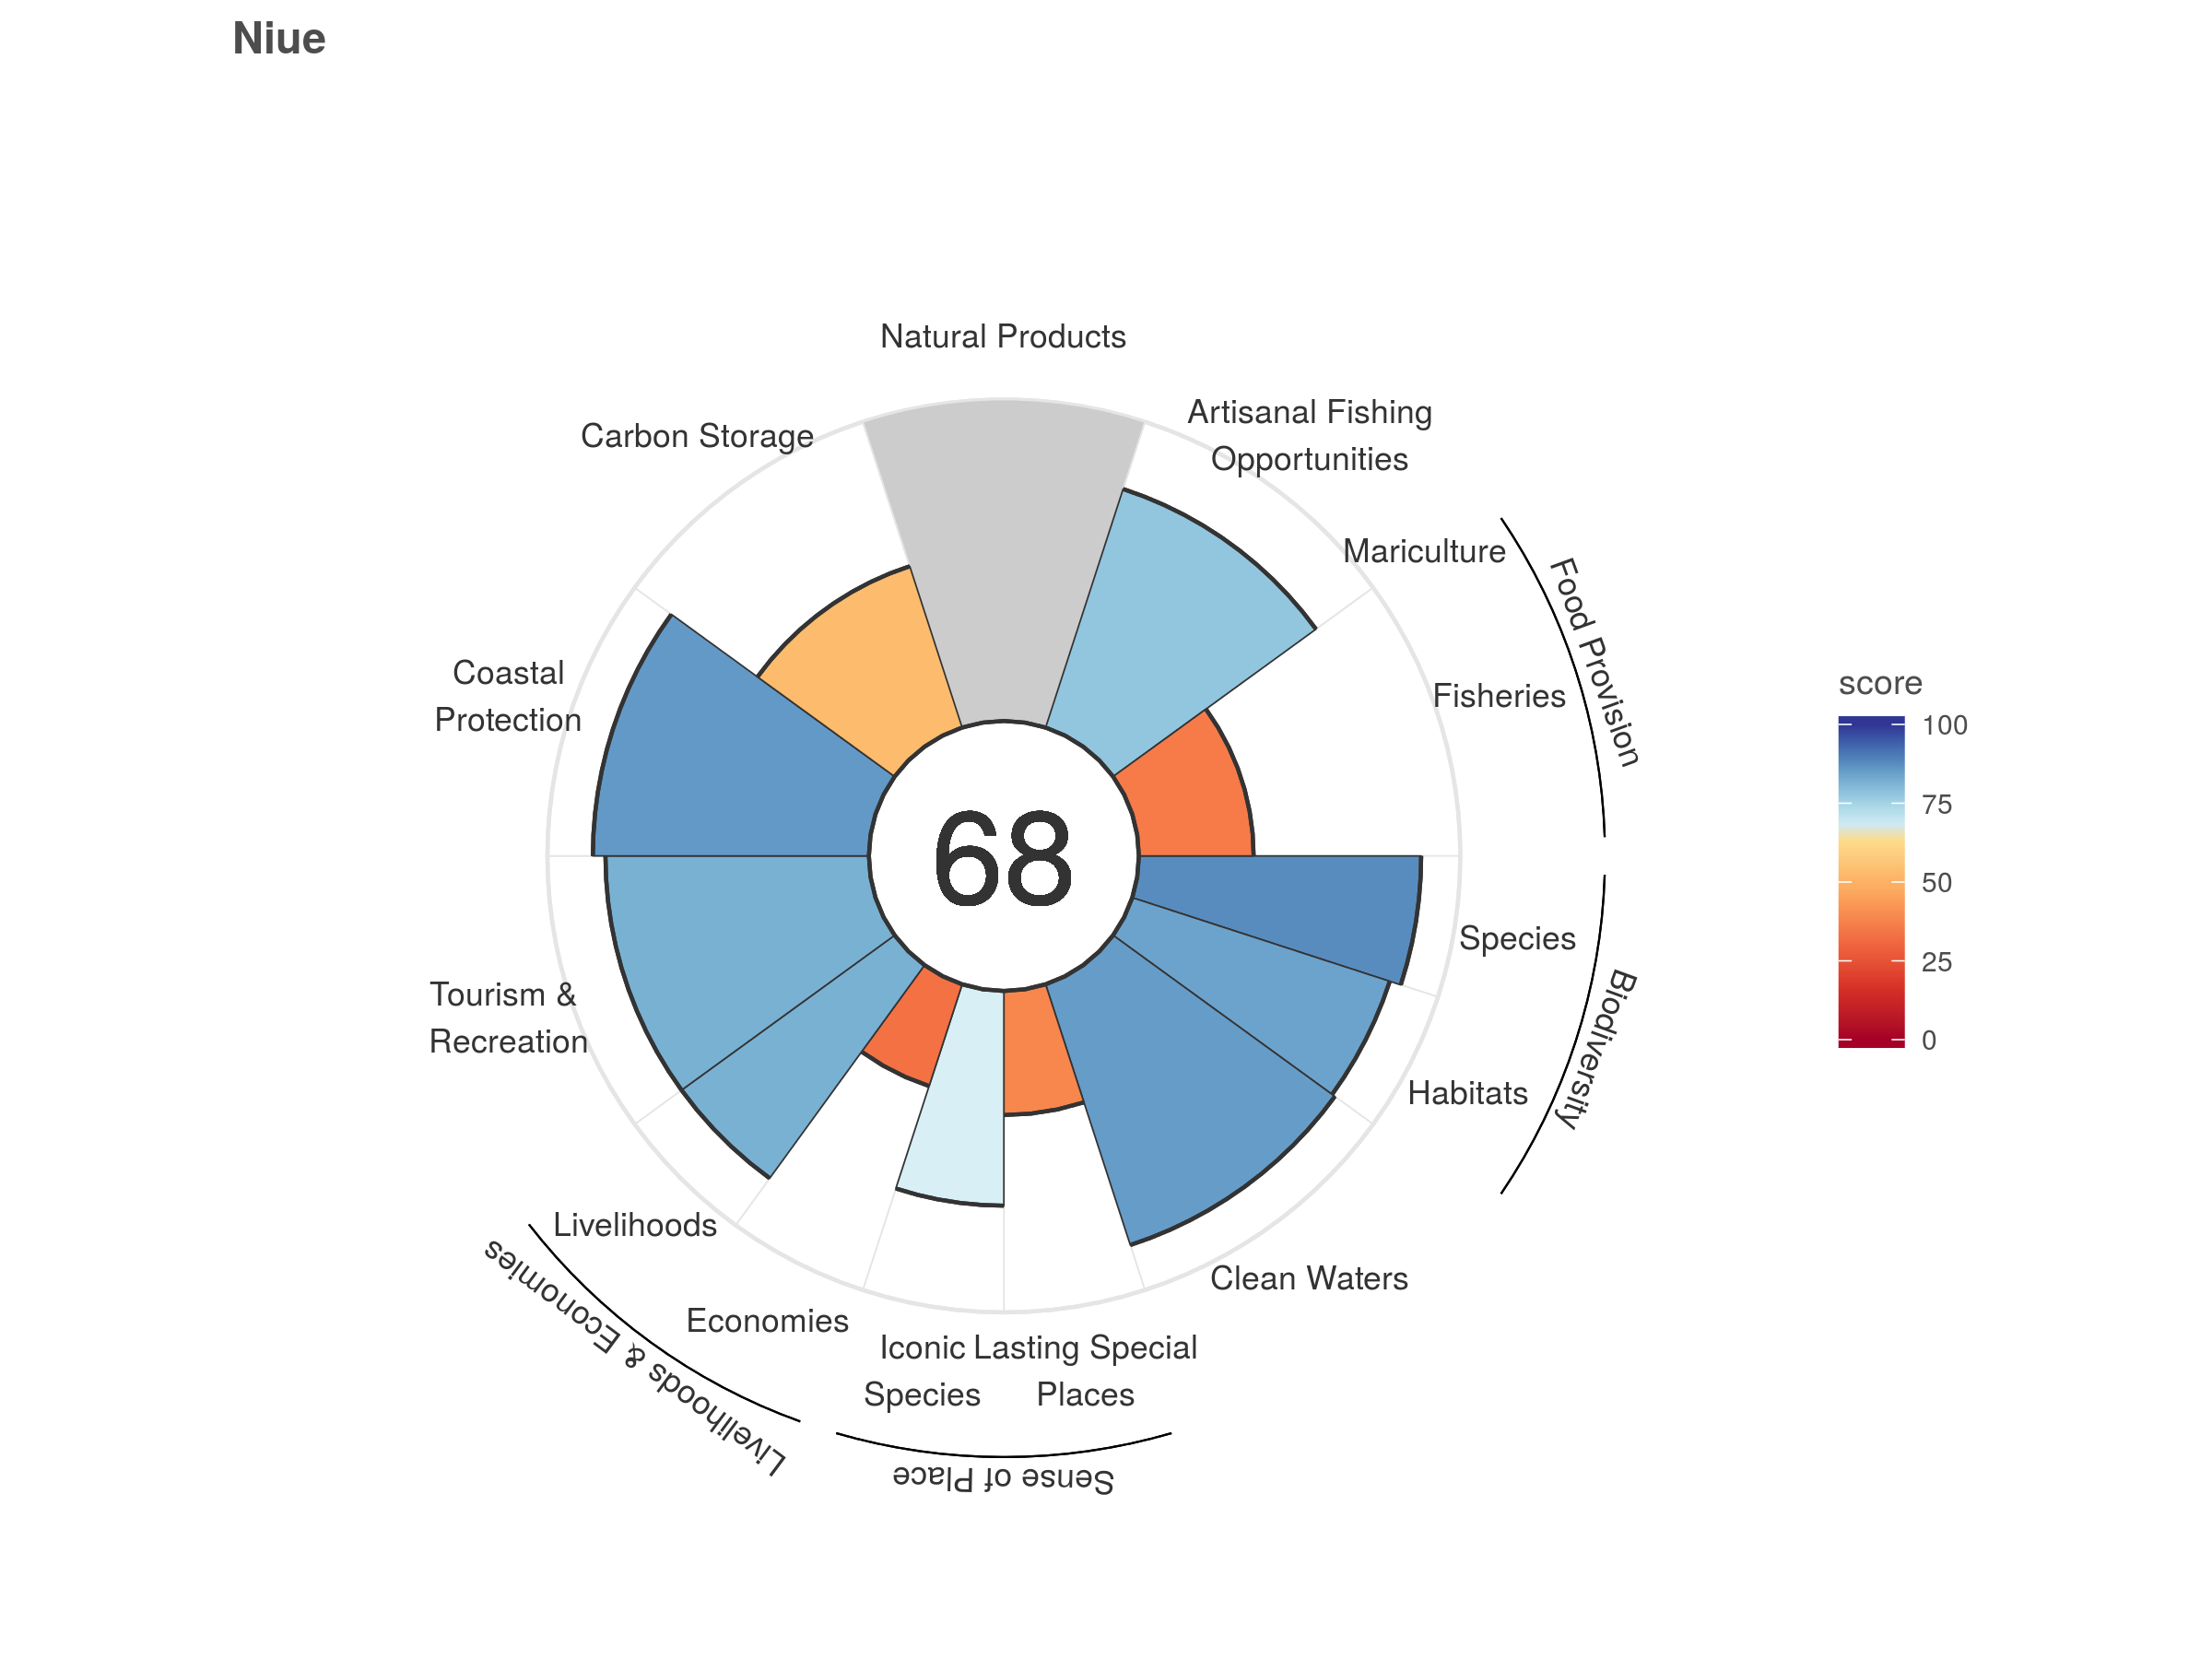 Niue
Natural Products
Artisanal Fishing
Opportunities
Carbon Storage
Mariculture
Food Provision
Fisheries
Coastal
Protection
score
100
75
50
25
0
68
Species
Biodiversity
Habitats
Tourism &
Recreation
Livelihoods
Clean Waters
Livelihoods & Economies
Economies
Iconic
Species
Lasting Special
Places
Sense of Place